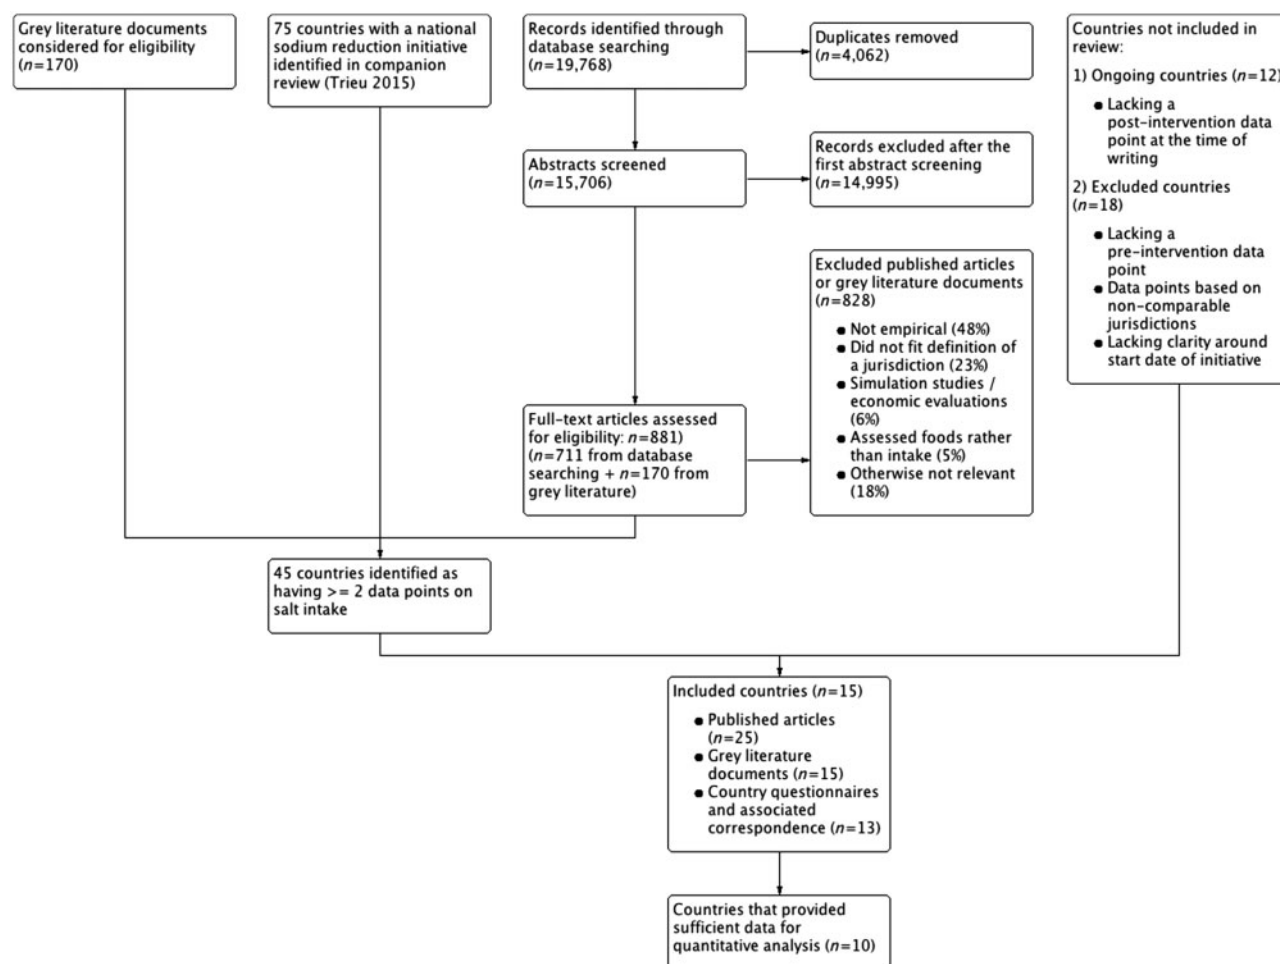 Grey literature documents
considered for eligibility
(n=170)
75 countries with a national
sodium reduction initiative
identified in companion
review (Trieu 2015)
Records identified through
database searching
(n=19,768)
Duplicates removed
(n=4,062)
Countries not included in
review:
1) Ongoing countries (n=12)
● Lacking a
post-intervention data
point at the time of
writing
2) Excluded countries
(n=18)
● Lacking a
pre-intervention data
point
● Data points based on
non-comparable
jurisdictions
● Lacking clarity around
start date of initiative
Abstracts screened
(n=15,706)
Records excluded after the
first abstract screening
(n=14,995)
Excluded published articles
or grey literature documents
(n=828)
● Not empirical (48%)
● Did not fit definition of
a jurisdiction (23%)
● Simulation studies /
economic evaluations
(6%)
● Assessed foods rather
than intake (5%)
● Otherwise not relevant
(18%)
Full-text articles assessed
for eligibility: n=881)
(n=711 from database
searching + n=170 from
grey literature)
45 countries identified as
having >= 2 data points on
salt intake
Included countries (n=15)
● Published articles
(n=25)
● Grey literature
documents (n=15)
● Country questionnaires
and associated
correspondence (n=13)
Countries that provided
sufficient data for
quantitative analysis (n=10)